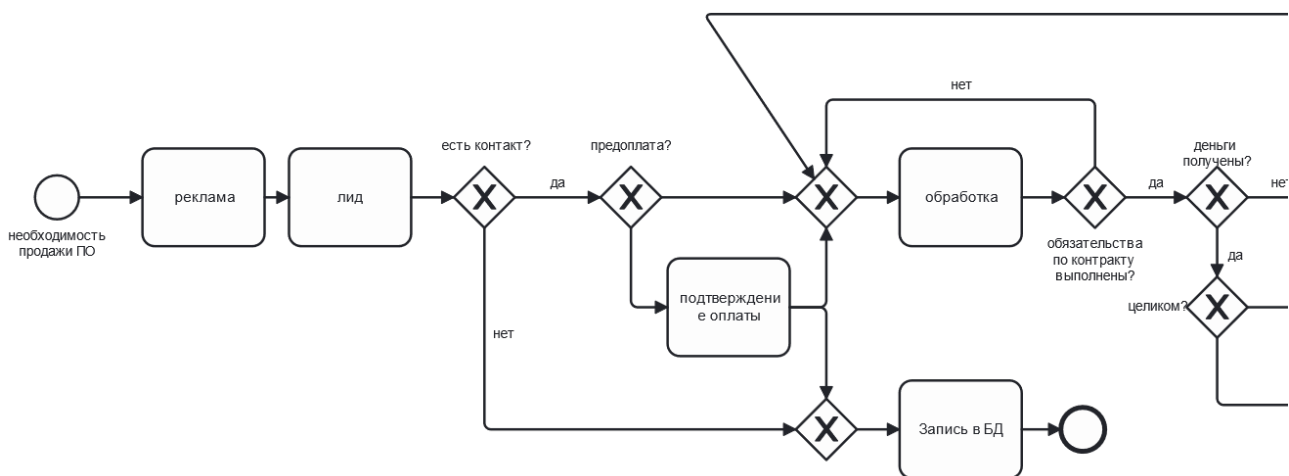 нет
есть контакт?
предоплата?
деньги
получены?
реклама
лид
да
обработка
да
нет
необходимость
продажи ПО
обязательства
по контракту
выполнены?
да
подтверждени
е оплаты
целиком?
нет
Запись в БД